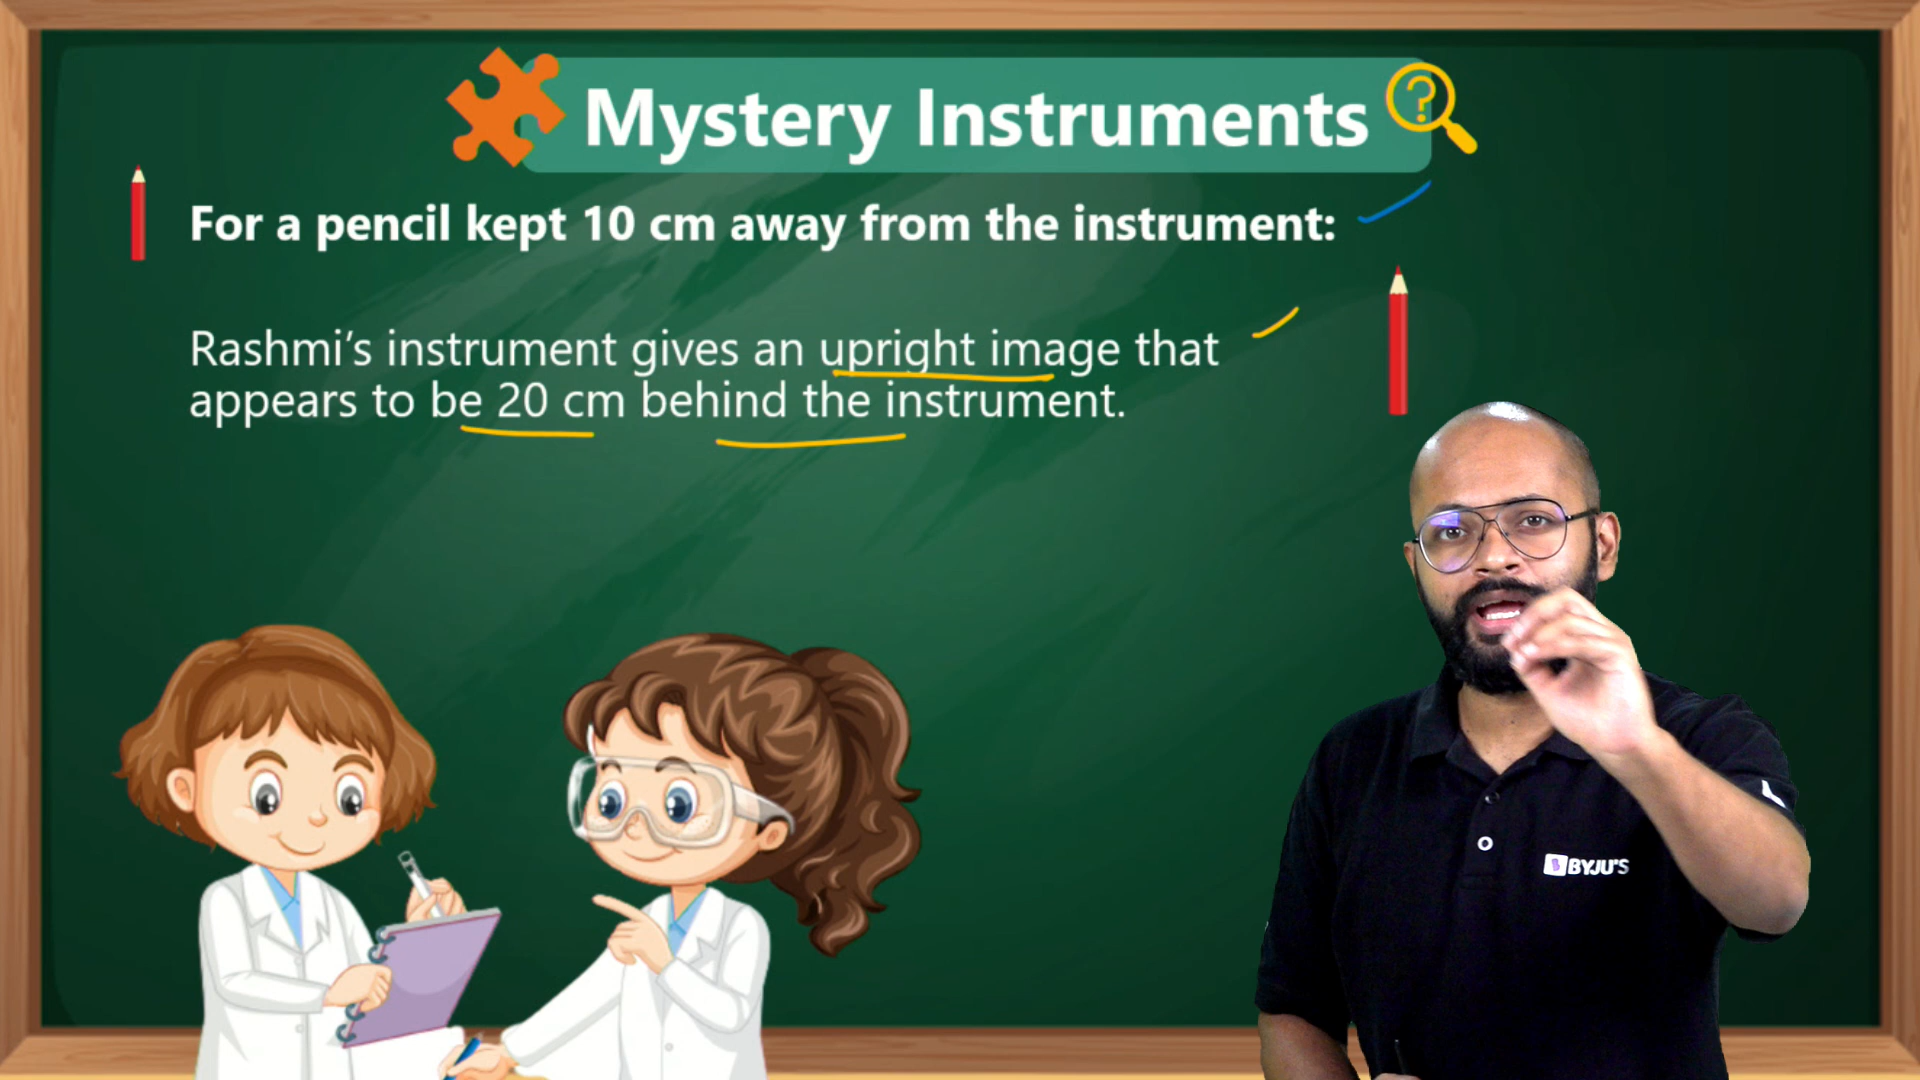 Mystery Instruments
For a pencil kept 10 cm away from the instrument:
Rashmi's instrument gives an upright image that
appears to be 20 cm behind the instrument.
BYJU'S